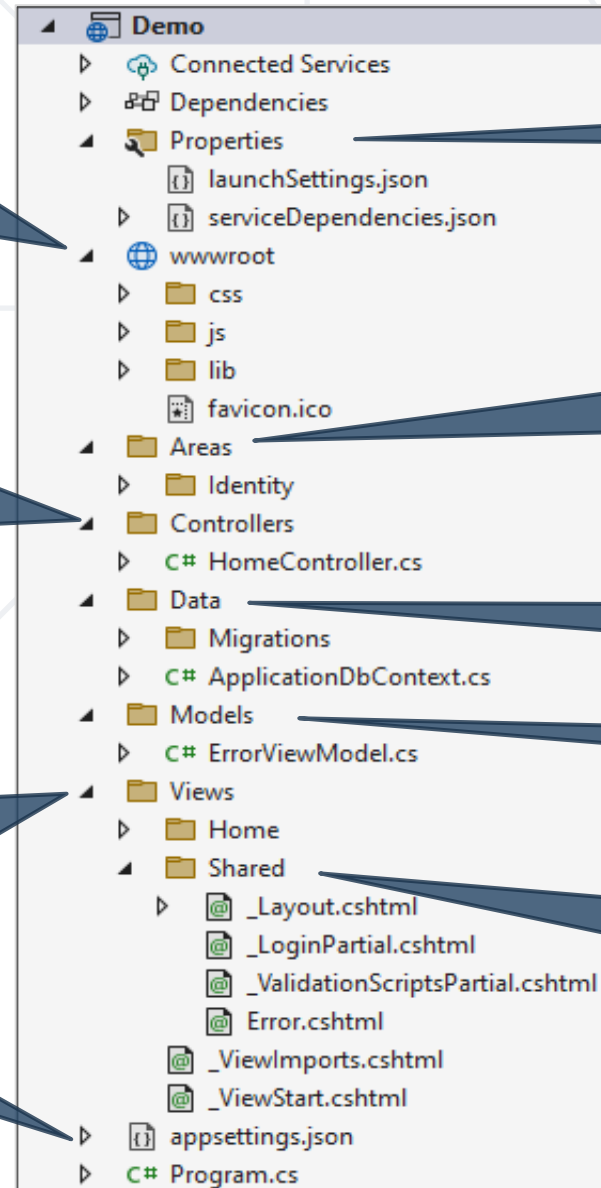 Demo
Connected Services
Dependencies
Properties
launchSettings.json
serviceDependencies.json
wwwroot
css
js
lib
favicon.ico
Areas
Identity
Controllers
C# HomeController.cs
Data
Migrations
C# ApplicationDbContext.cs
Models
C# ErrorViewModel.cs
Views
Home
Shared
_Layout.cshtml
_LoginPartial.cshtml
_ValidationScriptsPartial.cshtml
Error.cshtml
_ViewImports.cshtml
_ViewStart.cshtml
appsettings.json
C# Program.cs